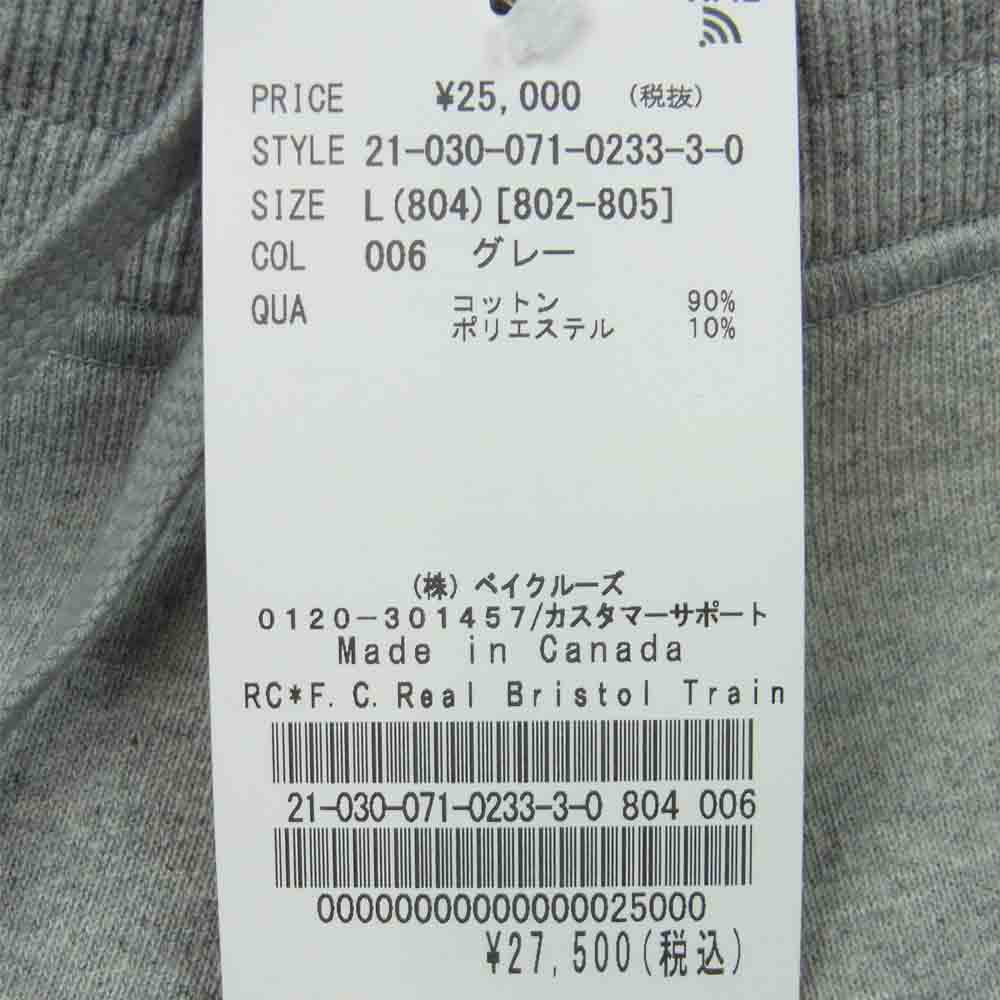 PRICE ¥25,000 (税抜)
STYLE 21-030-071-0233-3-0
SIZE L(804)[802-805]
COL 006 グレー
QUA コットン 90%
ポリエステル 10%
(株)ベイクルーズ
0120-301457/カスタマーサポート
Made in Canada
RC*F.C.Real Bristol Train
21-030-071-0233-3-0 804 006
00000000000000025000
¥27,500(税込)